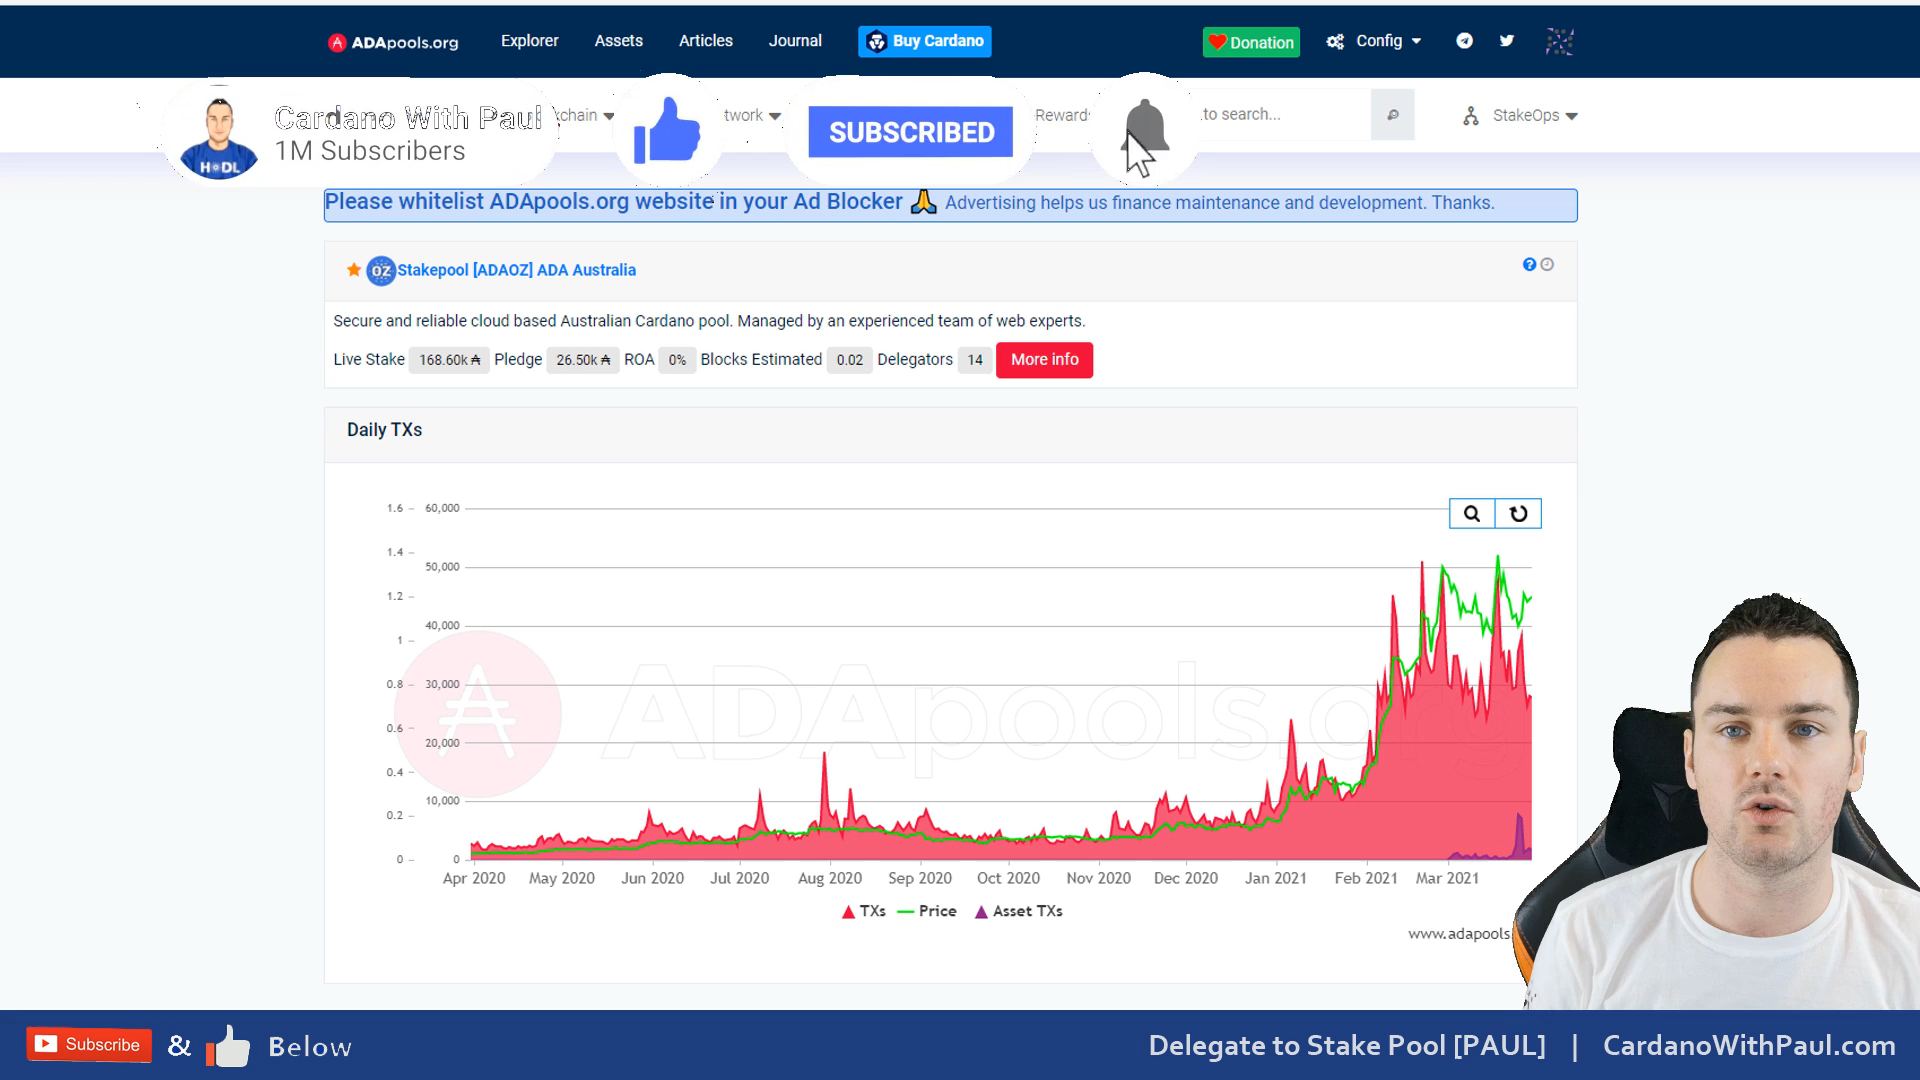 ADApools.org Explorer Assets Articles Journal Buy Cardano Donation Config
Cardano With Paul
1M Subscribers
SUBSCRIBED
to search...
StakeOps
H DL
Please whitelist ADApools.org website in your Ad Blocker 🙏 Advertising helps us finance maintenance and development. Thanks.
OZ Stakepool [ADAOZ] ADA Australia
Secure and reliable cloud based Australian Cardano pool. Managed by an experienced team of web experts.
Live Stake 168.60k ₳ Pledge 26.50k ₳ ROA 0% Blocks Estimated 0.02 Delegators 14 More info
Daily TXs
1.6 60,000
1.4
50,000
1.2
40,000
1
0.8 30,000
0.6
20,000
0.4
10,000
0.2
0 0
ADApools.org
Apr 2020 May 2020 Jun 2020 Jul 2020 Aug 2020 Sep 2020 Oct 2020 Nov 2020 Dec 2020 Jan 2021 Feb 2021 Mar 2021
TXs Price Asset TXs
www.adapools
Subscribe & Below
Delegate to Stake Pool [PAUL] | CardanoWithPaul.com